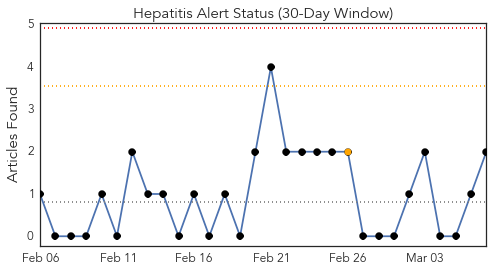 Hepatitis Alert Status (30-Day Window)
Articles Found
5
4
3
2
1
0
Feb 06 Feb 11 Feb 16 Feb 21 Feb 26 Mar 03